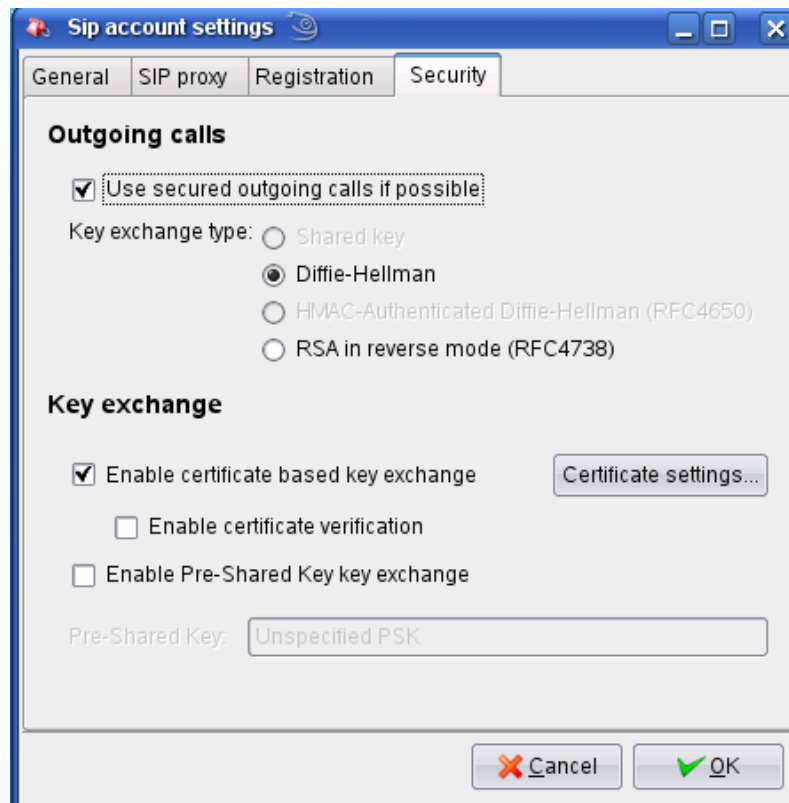 Sip account settings
General SIP proxy Registration Security
Outgoing calls
Use secured outgoing calls if possible
Key exchange type: Shared key
Diffie-Hellman
HMAC-Authenticated Diffie-Hellman (RFC4650)
RSA in reverse mode (RFC4738)
Key exchange
Enable certificate based key exchange Certificate settings...
Enable certificate verification
Enable Pre-Shared Key key exchange
Pre-Shared Key: Unspecified PSK
Cancel OK